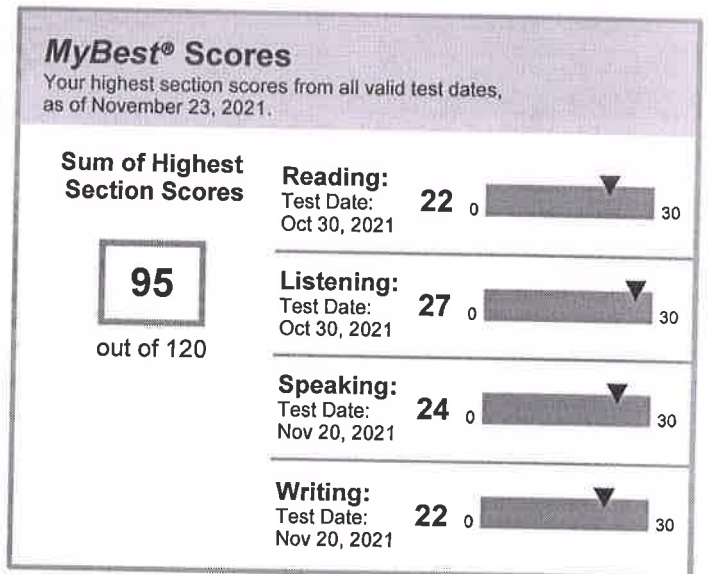 MyBest® Scores
Your highest section scores from all valid test dates,
as of November 23, 2021.
Sum of Highest
Section Scores
95
out of 120
Reading:
Test Date:
Oct 30, 2021
22
0
30
Listening:
Test Date:
Oct 30, 2021
27
0
30
Speaking:
Test Date:
Nov 20, 2021
24
0
30
Writing:
Test Date:
Nov 20, 2021
22
0
30